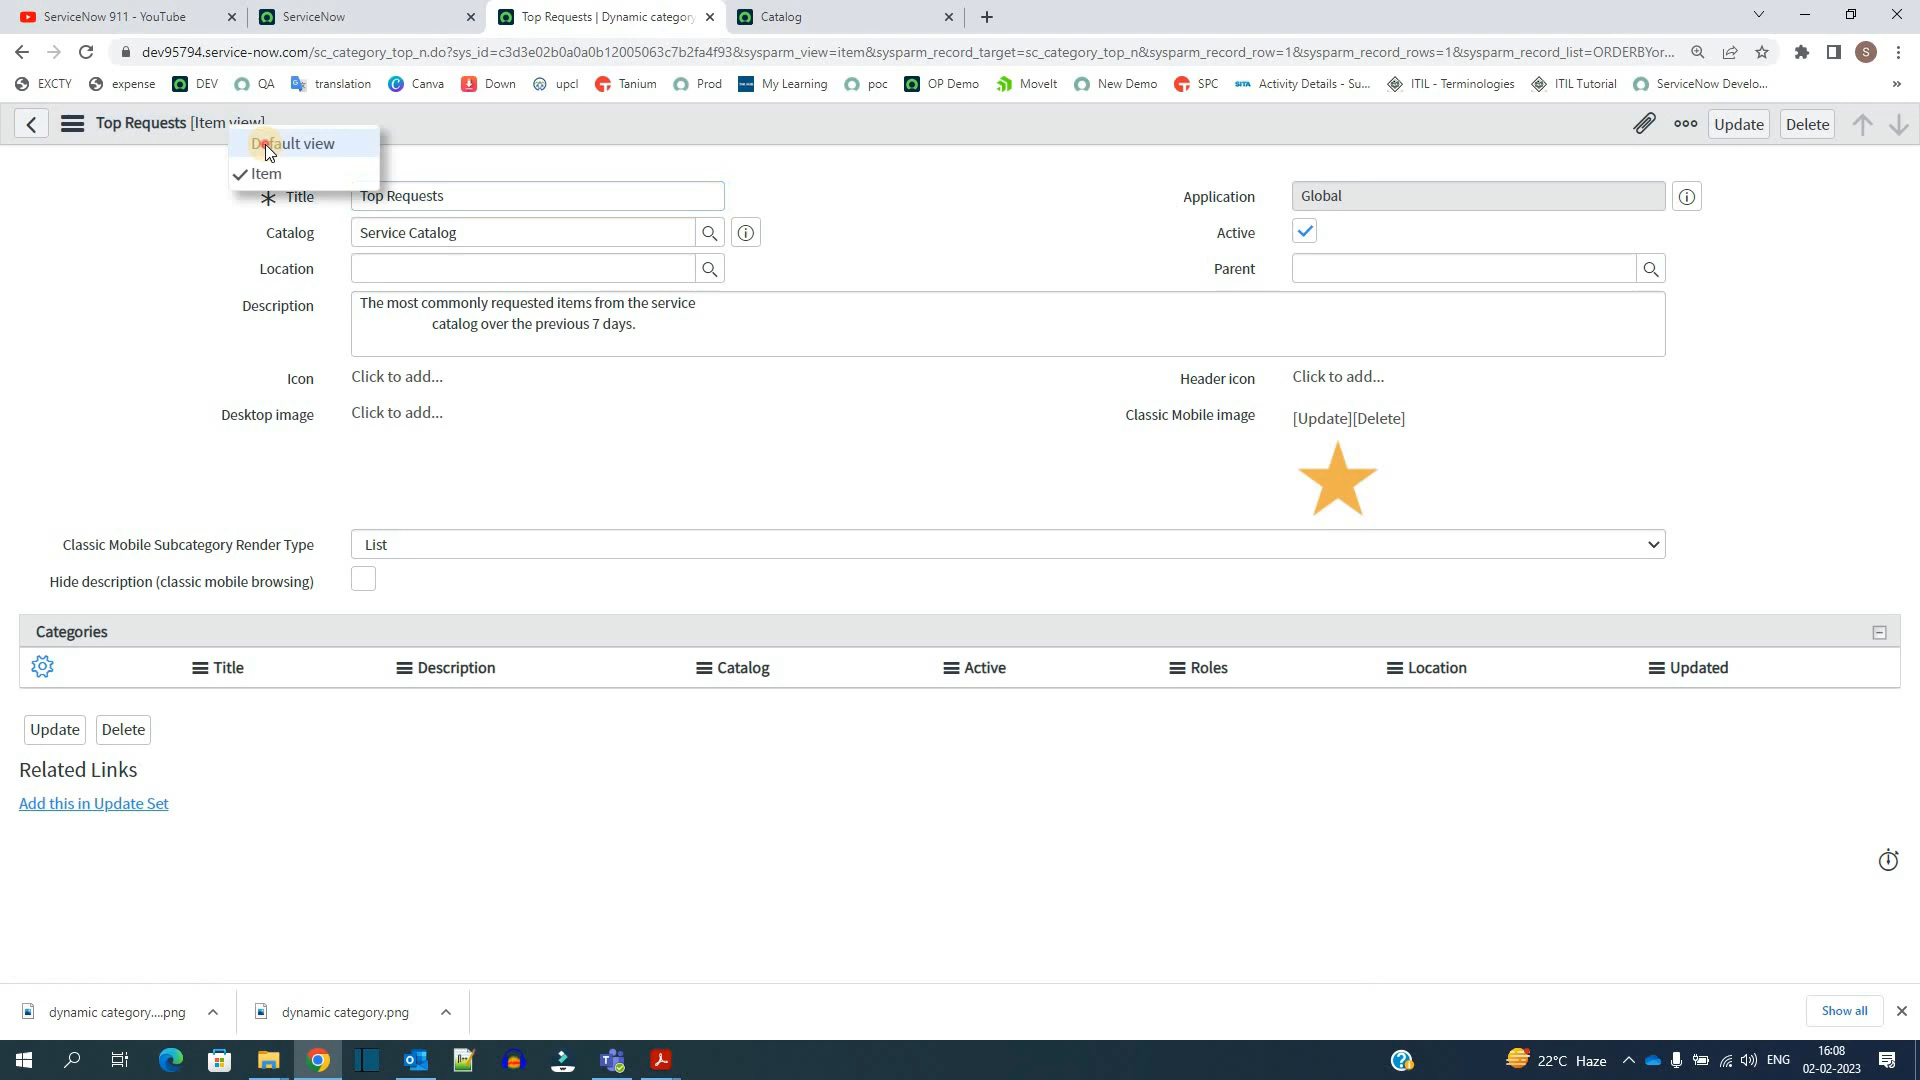 ServiceNow 911 - YouTube
ServiceNow
Top Requests | Dynamic category
Catalog
dev95794.service-now.com/sc_category_top_n.do?sys_id=c3d3e02b0a0a0b12005063c7b2fa4f93&sysparm_view=item&sysparm_record_target=sc_category_top_n&sysparm_record_row=1&sysparm_record_rows=1&sysparm_record_list=ORDERBYor...
S
EXCTY
expense
DEV
QA
translation
Canva
Down
upcl
Tanium
Prod
My Learning
poc
OP Demo
MoveIt
New Demo
SPC
SITA
Activity Details - Su...
ITIL - Terminologies
ITIL Tutorial
ServiceNow Develo...
»
Top Requests [Item view]
Update
Delete
Default view
Item
Title
Top Requests
Application
Global
Catalog
Service Catalog
Active
Location
Parent
Description
The most commonly requested items from the service
catalog over the previous 7 days.
Icon
Click to add...
Header icon
Click to add...
Desktop image
Click to add...
Classic Mobile image
[Update][Delete]
Classic Mobile Subcategory Render Type
List
Hide description (classic mobile browsing)
Categories
Title
Description
Catalog
Active
Roles
Location
Updated
Update
Delete
Related Links
Add this in Update Set
dynamic category....png
dynamic category.png
Show all
22°C Haze
ENG
16:08
02-02-2023